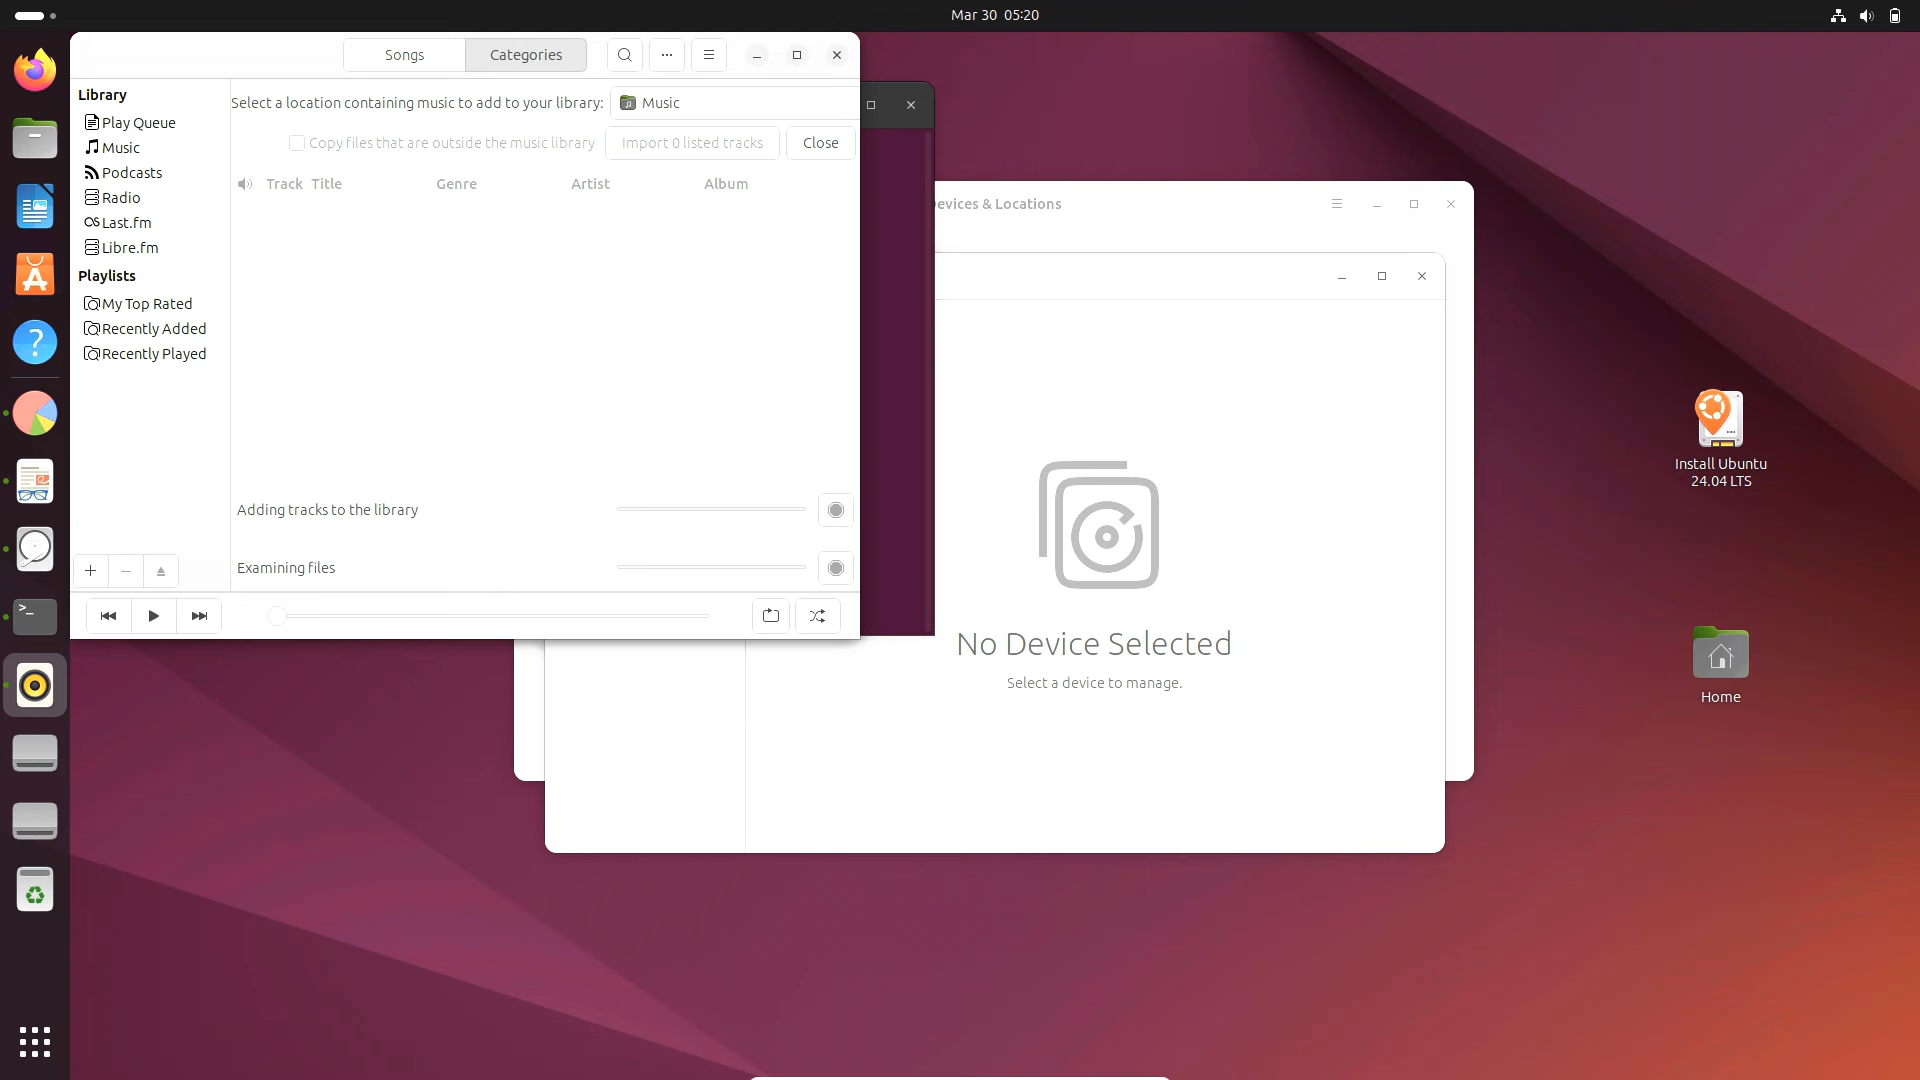 Mar 30 05:20
Songs
Categories
Library
Play Queue
Music
Podcasts
Radio
Last.fm
Libre.fm
Playlists
My Top Rated
Recently Added
Recently Played
Select a location containing music to add to your library:
Music
Copy files that are outside the music library
Import 0 listed tracks
Close
Track Title Genre Artist Album
Adding tracks to the library
Examining files
Devices & Locations
No Device Selected
Select a device to manage.
Install Ubuntu
24.04 LTS
Home